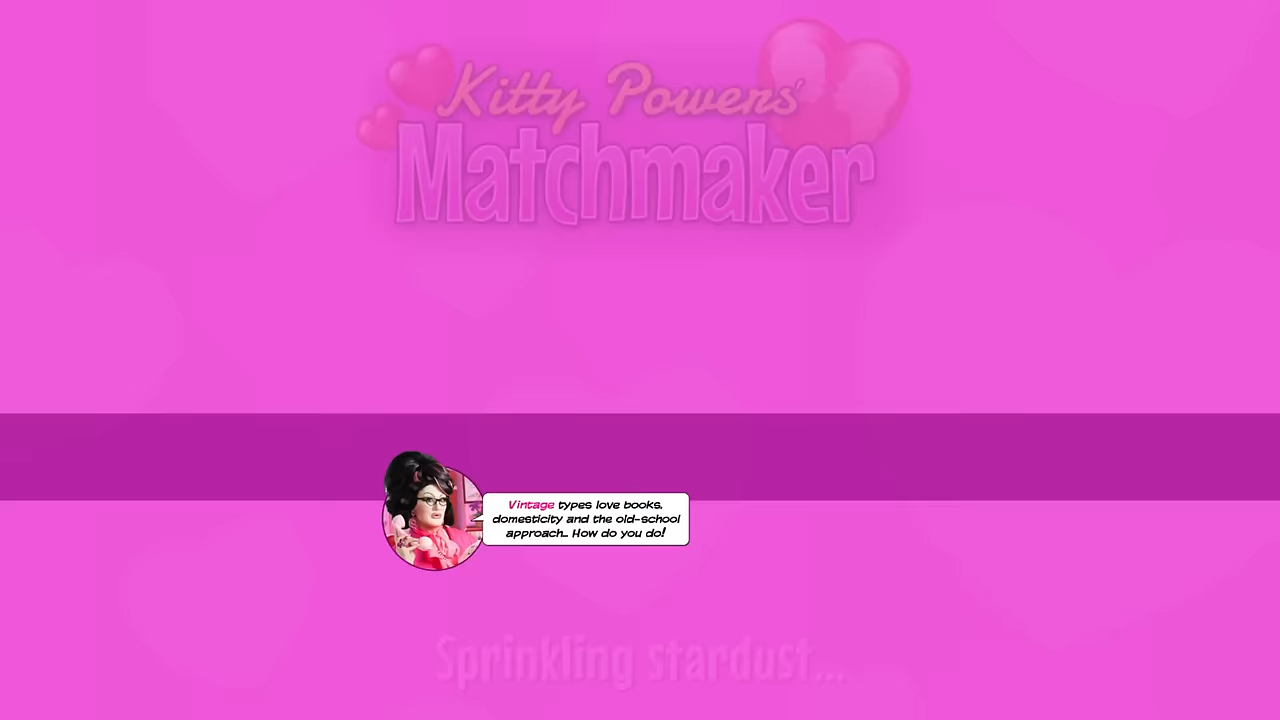 Kitty Powers'
Matchmaker
Vintage types love books,
domesticity and the old-school
approach... How do you do!
Sprinkling stardust...